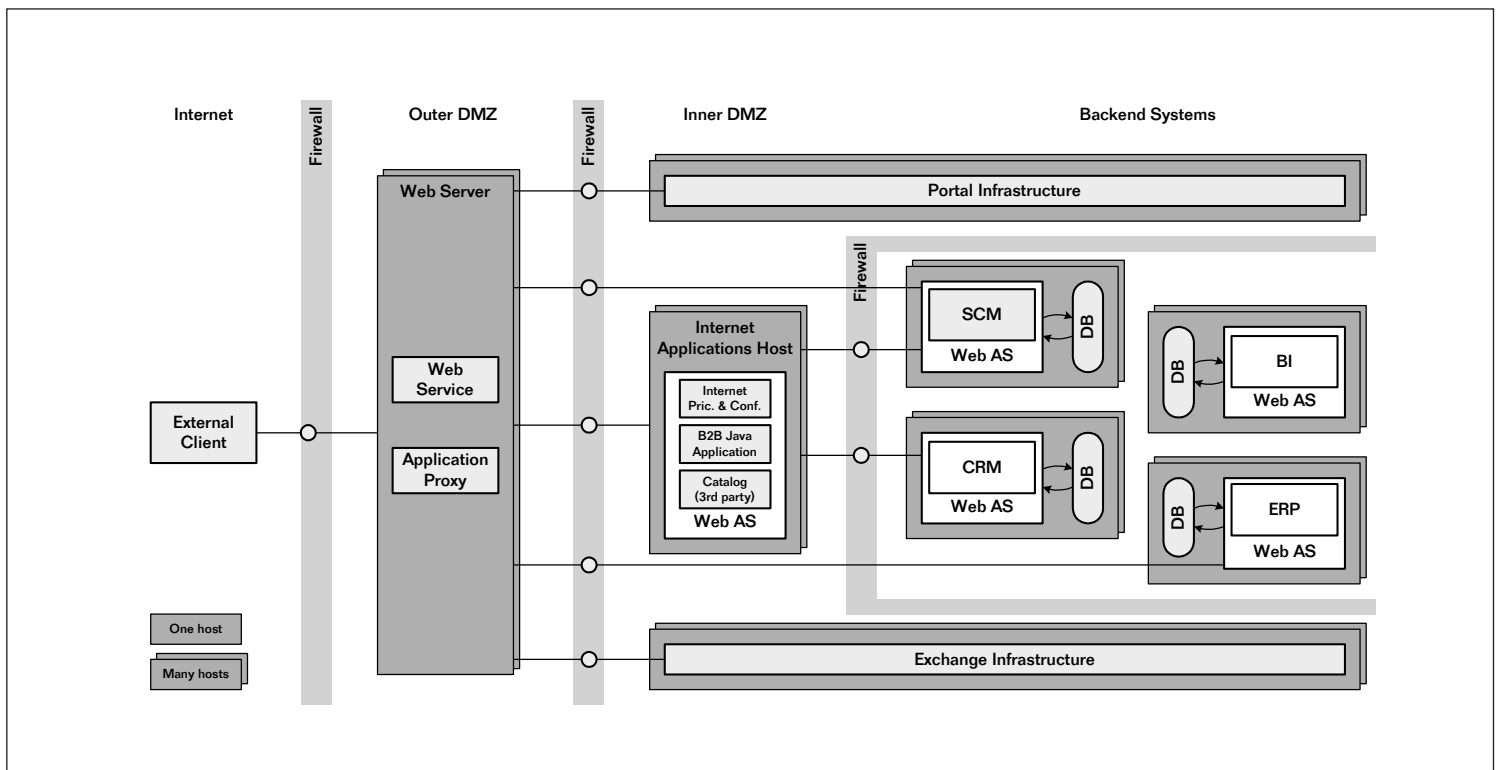 Internet
Firewall
Outer DMZ
Firewall
Inner DMZ
Backend Systems
Web Server
Portal Infrastructure
Firewall
SCM
Web AS
DB
Internet
Applications Host
DB
BI
Web AS
Web
Service
Internet
Pric. & Conf.
External
Client
B2B Java
Application
Application
Proxy
Catalog
(3rd party)
Web AS
CRM
Web AS
DB
DB
ERP
Web AS
One host
Many hosts
Exchange Infrastructure